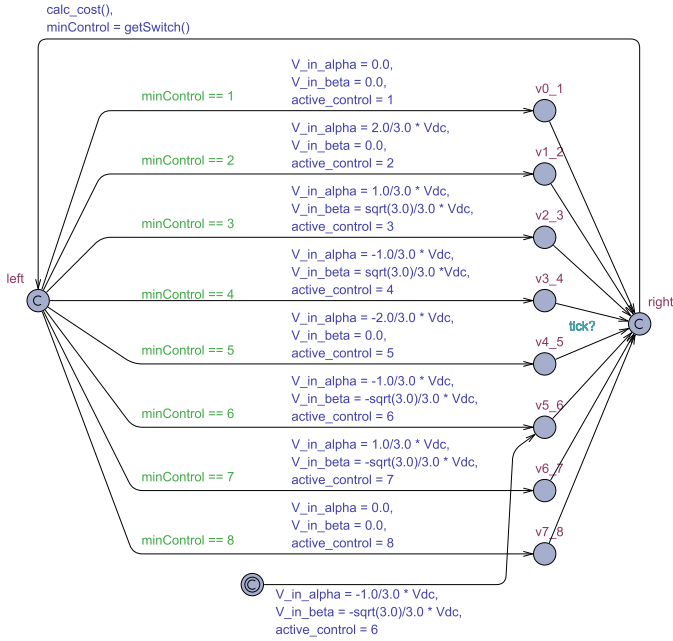 calc_cost(),
minControl = getSwitch()
V_in_alpha = 0.0,
V_in_beta = 0.0,
active_control = 1
minControl == 1
v0_1
V_in_alpha = 2.0/3.0 * Vdc,
V_in_beta = 0.0,
active_control = 2
minControl == 2
v1_2
V_in_alpha = 1.0/3.0 * Vdc,
V_in_beta = sqrt(3.0)/3.0 * Vdc,
active_control = 3
minControl == 3
v2_3
V_in_alpha = -1.0/3.0 * Vdc,
V_in_beta = sqrt(3.0)/3.0 *Vdc,
active_control = 4
minControl == 4
v3_4
left
C
right
C
tick?
V_in_alpha = -2.0/3.0 * Vdc,
V_in_beta = 0.0,
active_control = 5
minControl == 5
v4_5
V_in_alpha = -1.0/3.0 * Vdc,
V_in_beta = -sqrt(3.0)/3.0 * Vdc,
active_control = 6
minControl == 6
v5_6
V_in_alpha = 1.0/3.0 * Vdc,
V_in_beta = -sqrt(3.0)/3.0 * Vdc,
active_control = 7
minControl == 7
v6_7
V_in_alpha = 0.0,
V_in_beta = 0.0,
active_control = 8
minControl == 8
v7_8
C
V_in_alpha = -1.0/3.0 * Vdc,
V_in_beta = -sqrt(3.0)/3.0 * Vdc,
active_control = 6